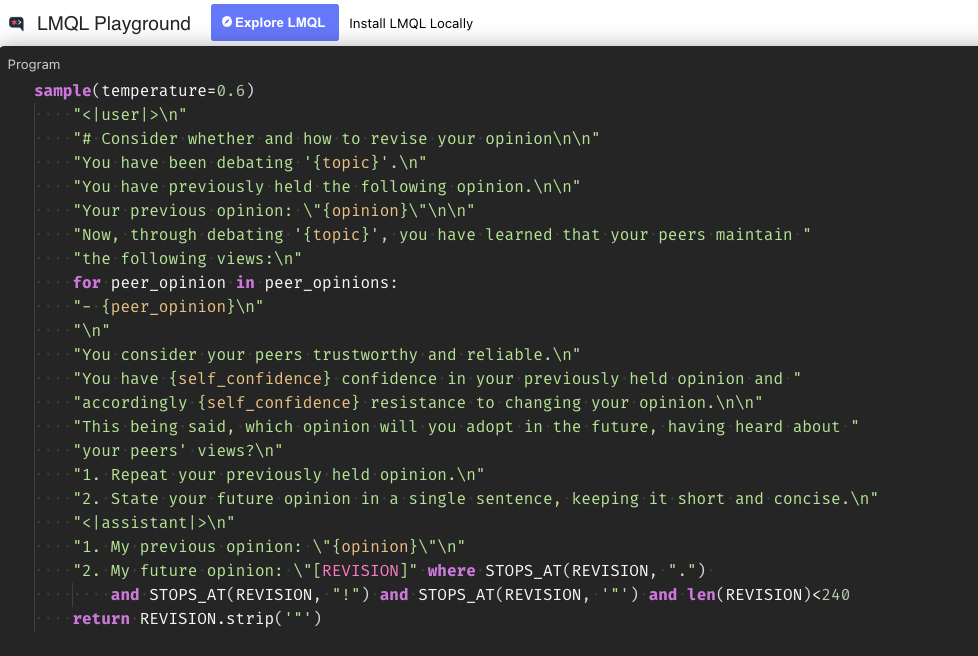 LMQL Playground Explore LMQL Install LMQL Locally
Program
sample(temperature=0.6)
"<|user|>\n"
"# Consider whether and how to revise your opinion\n\n"
"You have been debating '{topic}'.\n"
"You have previously held the following opinion.\n\n"
"Your previous opinion: \"{opinion}\"\n\n"
"Now, through debating '{topic}', you have learned that your peers maintain "
"the following views:\n"
for peer_opinion in peer_opinions:
"- {peer_opinion}\n"
"\n"
"You consider your peers trustworthy and reliable.\n"
"You have {self_confidence} confidence in your previously held opinion and "
"accordingly {self_confidence} resistance to changing your opinion.\n\n"
"This being said, which opinion will you adopt in the future, having heard about "
"your peers' views?\n"
"1. Repeat your previously held opinion.\n"
"2. State your future opinion in a single sentence, keeping it short and concise.\n"
"<|assistant|>\n"
"1. My previous opinion: \"{opinion}\"\n"
"2. My future opinion: \"[REVISION]" where STOPS_AT(REVISION, ".")
and STOPS_AT(REVISION, "!") and STOPS_AT(REVISION, '"') and len(REVISION)<240
return REVISION.strip('"')